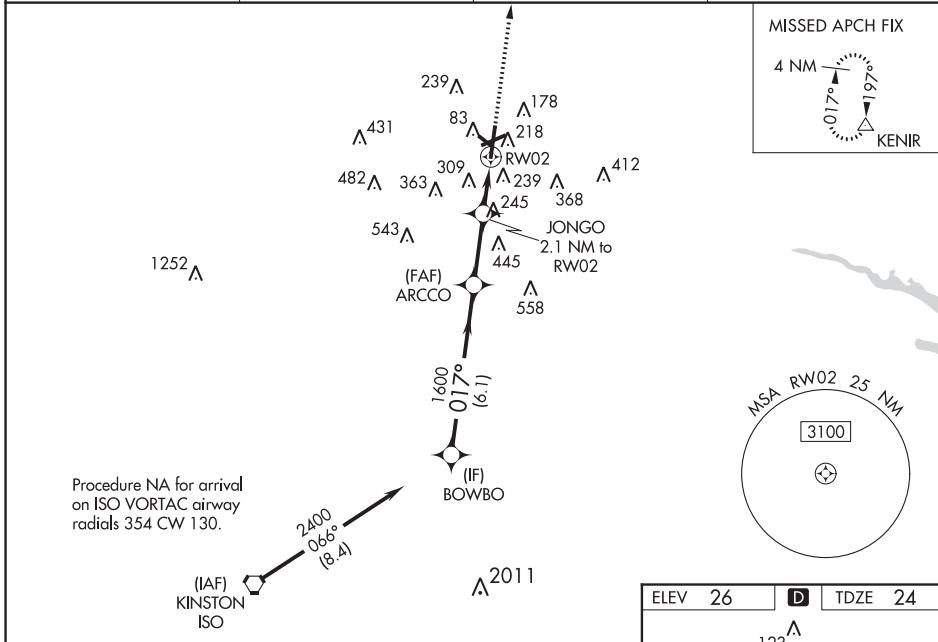 MISSED APCH FIX
4 NM
017°
197°
KENIR
239
178
83
218
431
RW02
309
239
412
482
363
368
245
543
JONGO
2.1 NM to
RW02
445
1252
(FAF)
ARCCO
558
1600
017°
(6.1)
MSA RW02 25 NM
3100
(IF)
BOWBO
Procedure NA for arrival
on ISO VORTAC airway
radials 354 CW 130.
2400
066°
(8.4)
(IAF)
KINSTON
ISO
2011
ELEV 26 D TDZE 24
123